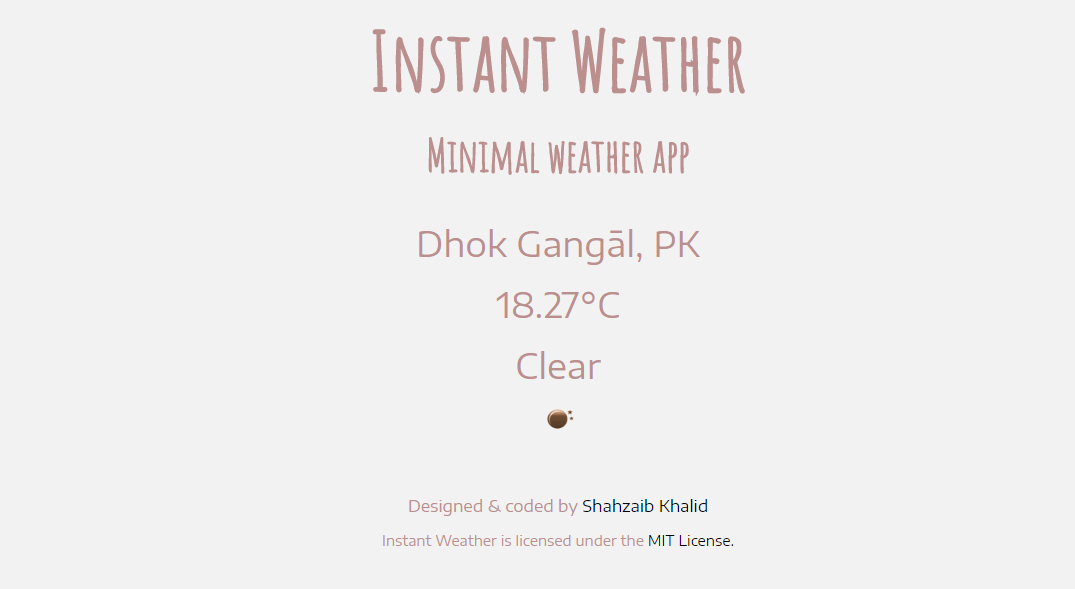 Instant Weather
Minimal weather app
Dhok Gangāl, PK
18.27°C
Clear
Designed & coded by Shahzaib Khalid
Instant Weather is licensed under the MIT License.